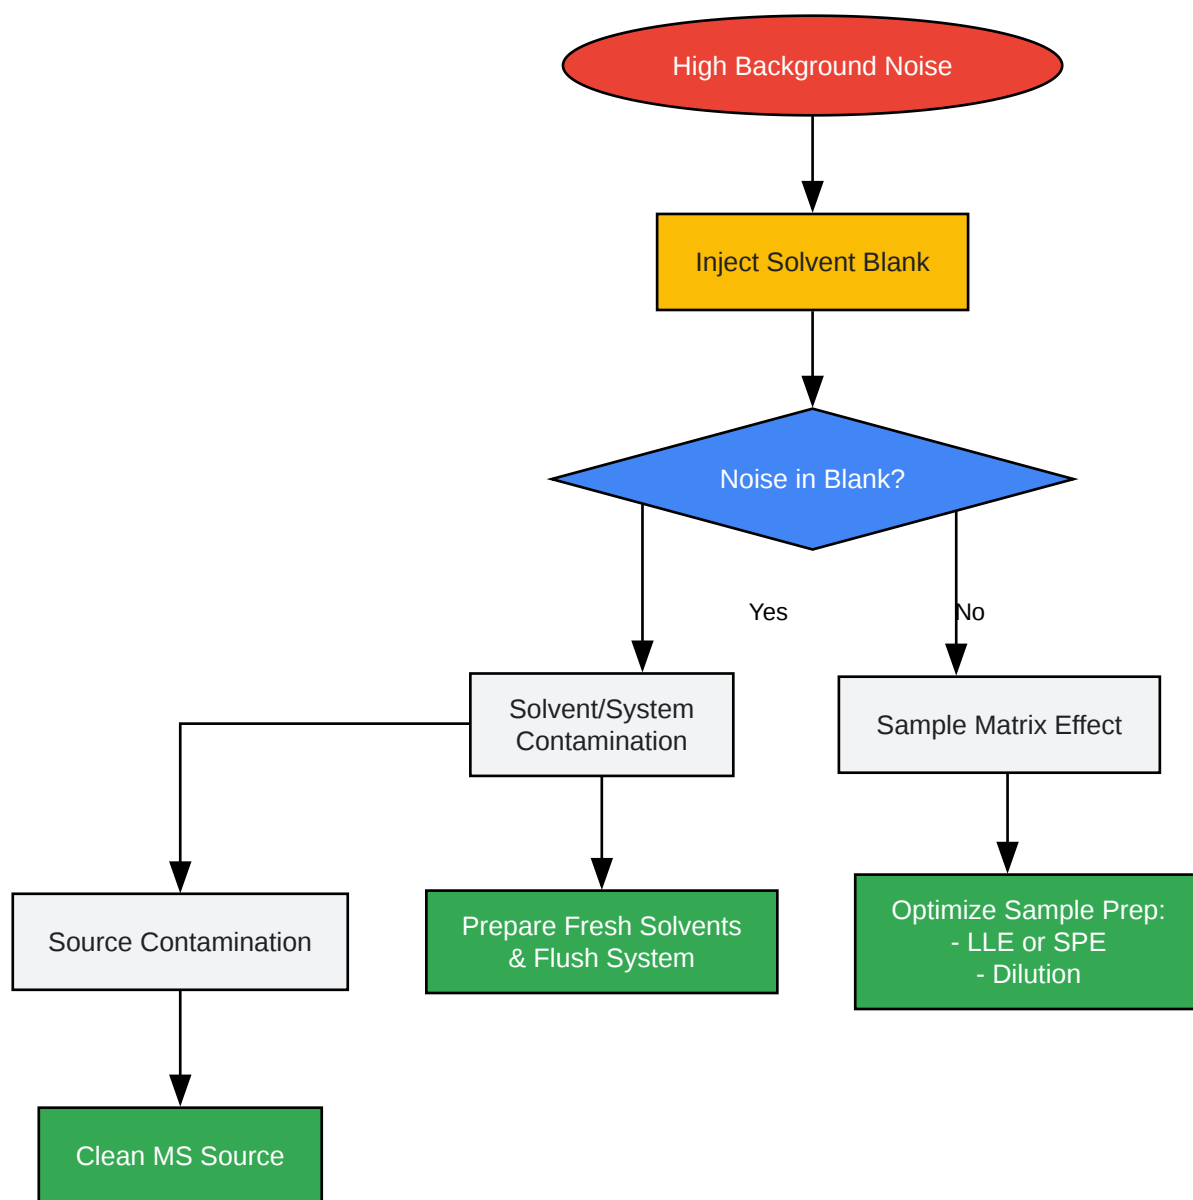 High Background Noise
Inject Solvent Blank
Noise in Blank?
Yes
No
Solvent/System
Contamination
Sample Matrix Effect
Source Contamination
Prepare Fresh Solvents
& Flush System
Optimize Sample Prep:
- LLE or SPE
- Dilution
Clean MS Source